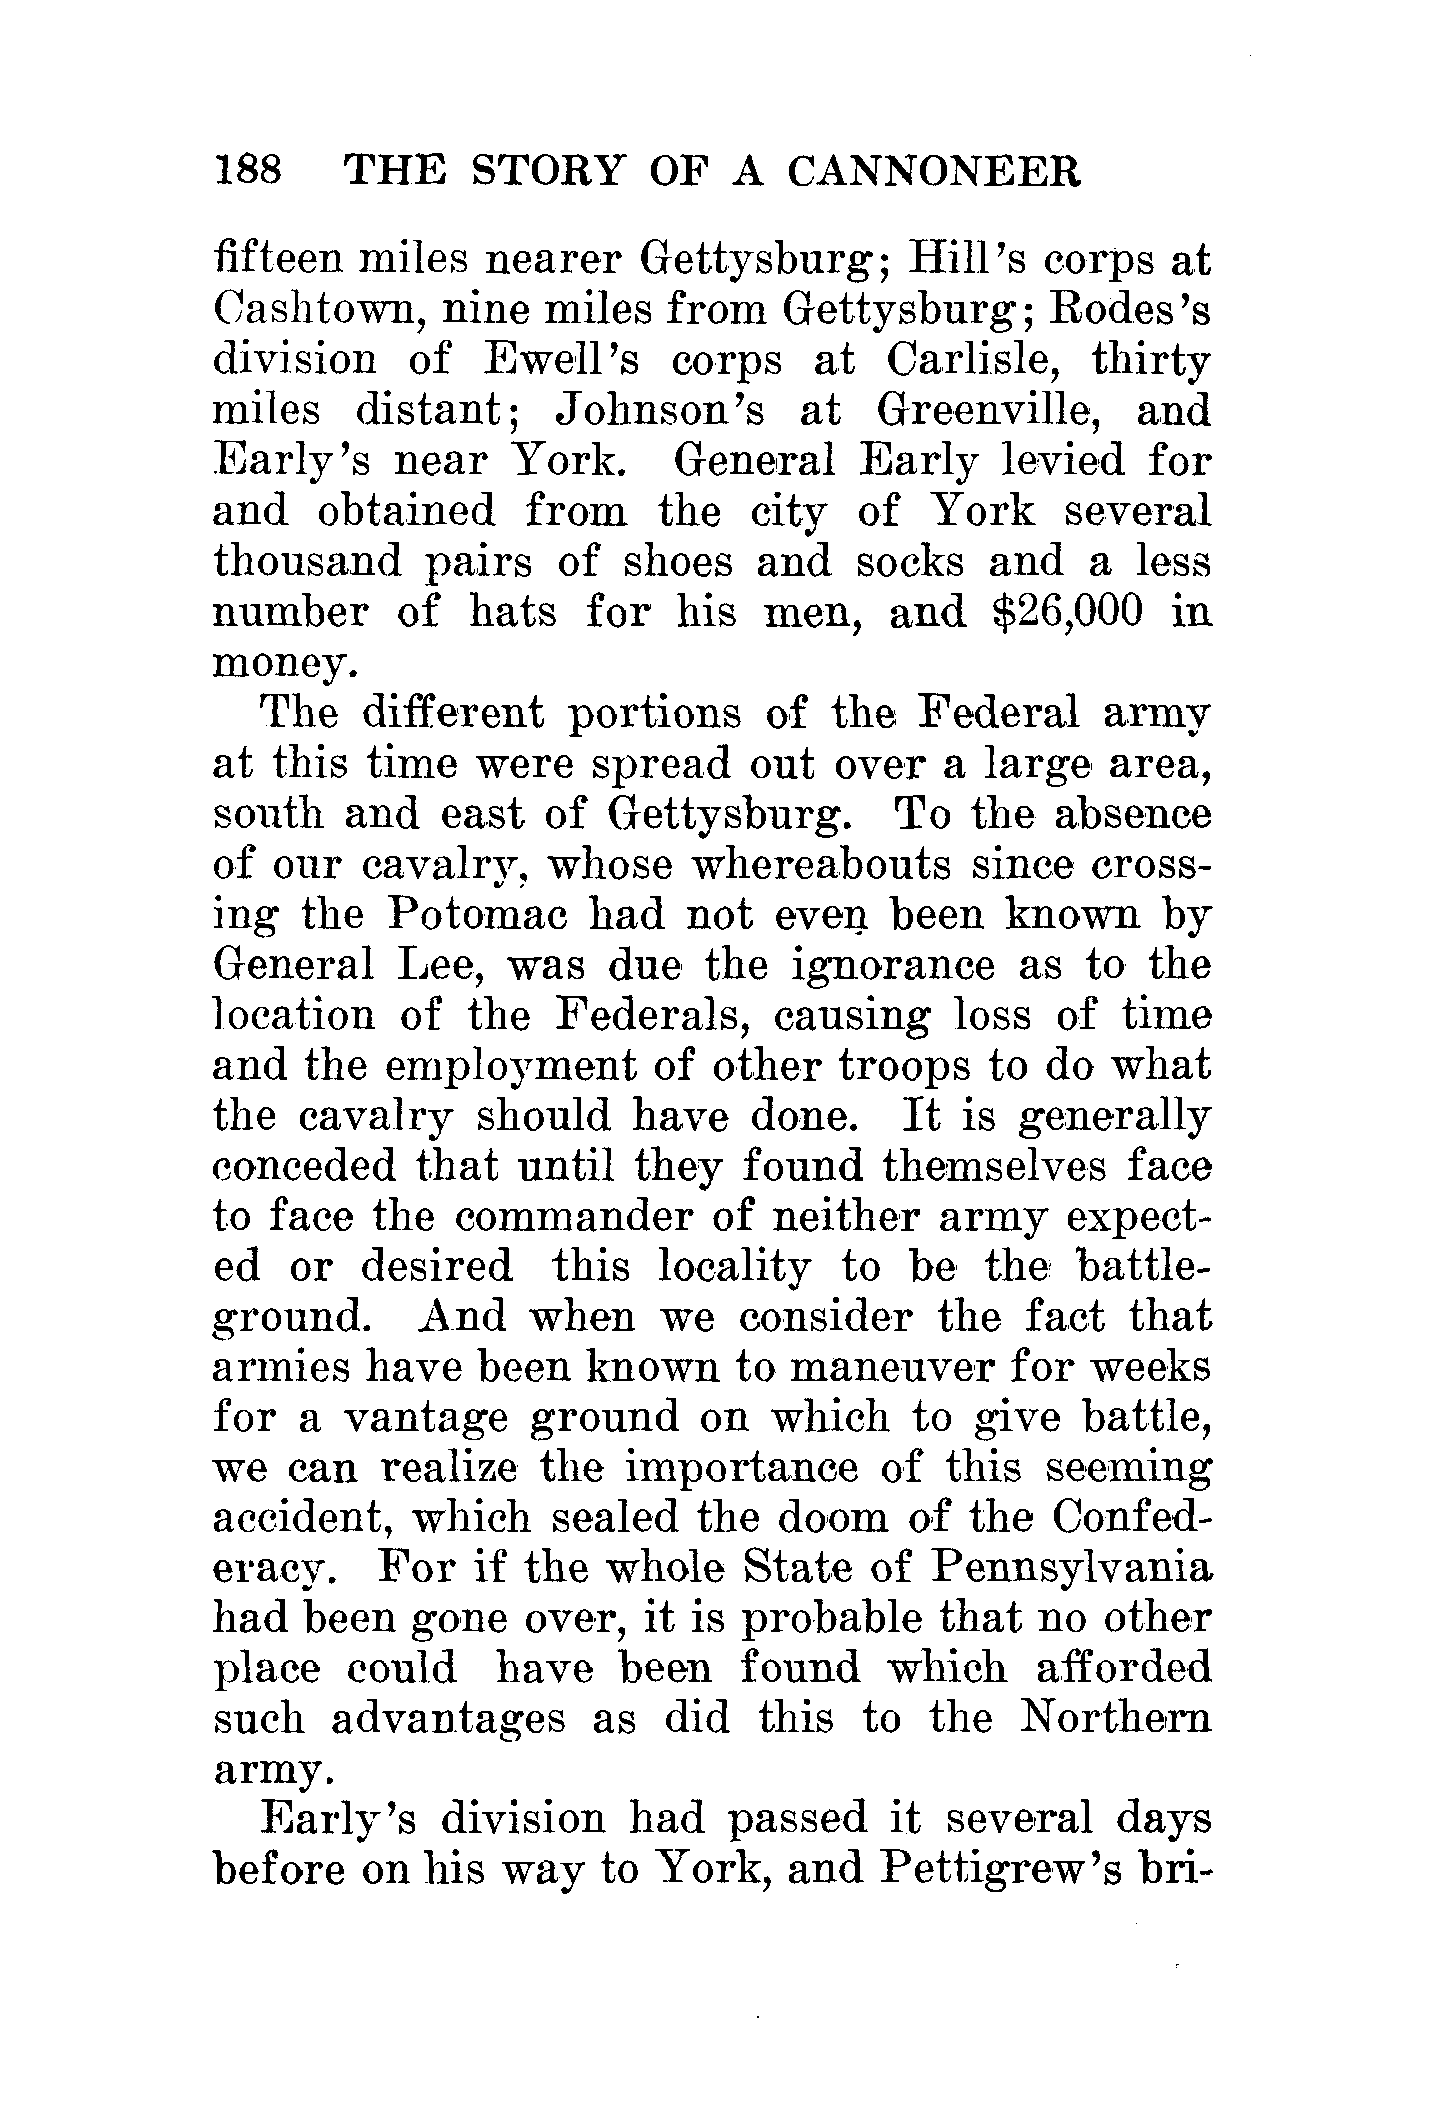 188 THE STORY OF A CANNONEER
fifteen miles nearer Gettysburg; Hill's corps at
Cashtown, nine miles from Gettysburg; Rodes's
division of Ewell's corps at Carlisle, thirty
miles distant; Johnson's at Greenville, and
Early's near York. General Early levied for
and obtained from the city of York several
thousand pairs of shoes and socks and a less
number of hats for his men, and $26,000 in
money.
The different portions of the Federal army
at this time were spread out over a large area,
south and east of Gettysburg. To the absence
of our cavalry, whose whereabouts since cross-
ing the Potomac had not even been known by
General Lee, was due the ignorance as to the
location of the Federals, causing loss of time
and the employment of other troops to do what
the cavalry should have done. It is generally
conceded that until they found themselves face
to face the commander of neither army expect-
ed or desired this locality to be the battle-
ground. And when we consider the fact that
armies have been known to maneuver for weeks
for a vantage ground on which to give battle,
we can realize the importance of this seeming
accident, which sealed the doom of the Confed-
eracy. For if the whole State of Pennsylvania
had been gone over, it is probable that no other
place could have been found which afforded
such advantages as did this to the Northern
army.
Early's division had passed it several days
before on his way to York, and Pettigrew's bri-